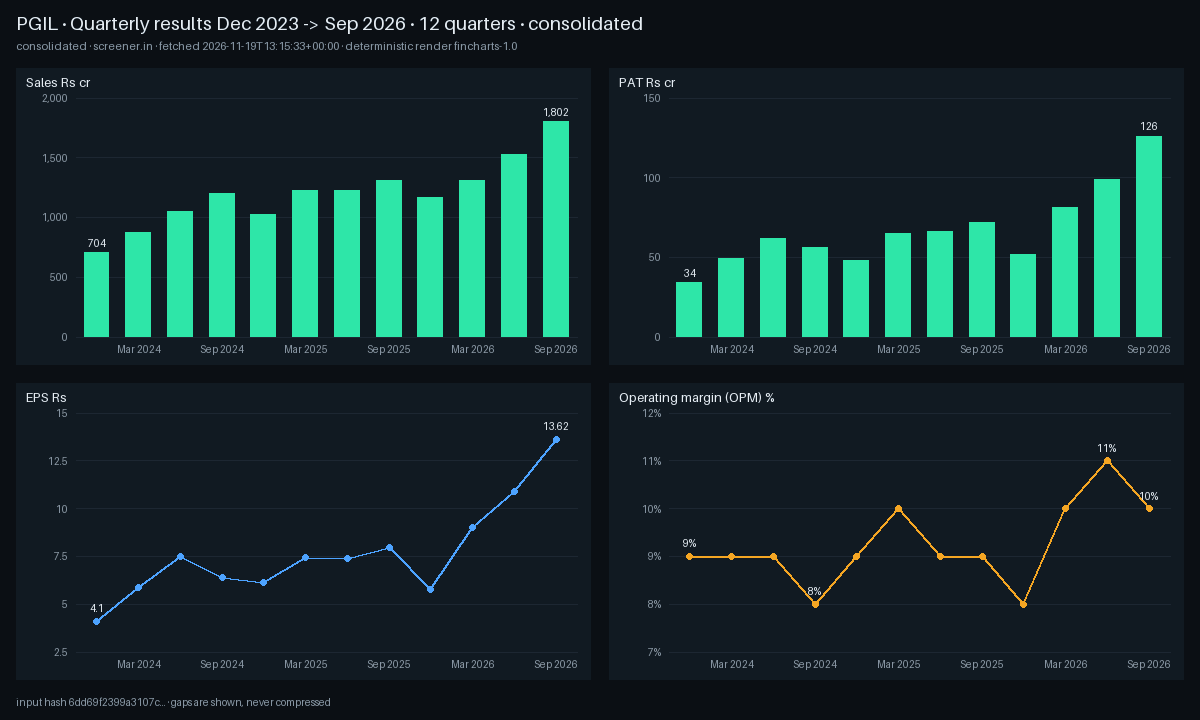 PGIL · Quarterly results Dec 2023 -> Sep 2026 · 12 quarters · consolidated
consolidated · screener.in · fetched 2026-11-19T13:15:33+00:00 · deterministic render fincharts-1.0
Sales Rs cr
2,000
1,500
1,000
500
0
704
1,802
Mar 2024
Sep 2024
Mar 2025
Sep 2025
Mar 2026
Sep 2026
PAT Rs cr
150
100
50
0
34
126
Mar 2024
Sep 2024
Mar 2025
Sep 2025
Mar 2026
Sep 2026
EPS Rs
15
12.5
10
7.5
5
2.5
4.1
13.62
Mar 2024
Sep 2024
Mar 2025
Sep 2025
Mar 2026
Sep 2026
Operating margin (OPM) %
12%
11%
10%
9%
8%
7%
9%
8%
11%
10%
Mar 2024
Sep 2024
Mar 2025
Sep 2025
Mar 2026
Sep 2026
input hash 6dd69f2399a3107c… · gaps are shown, never compressed